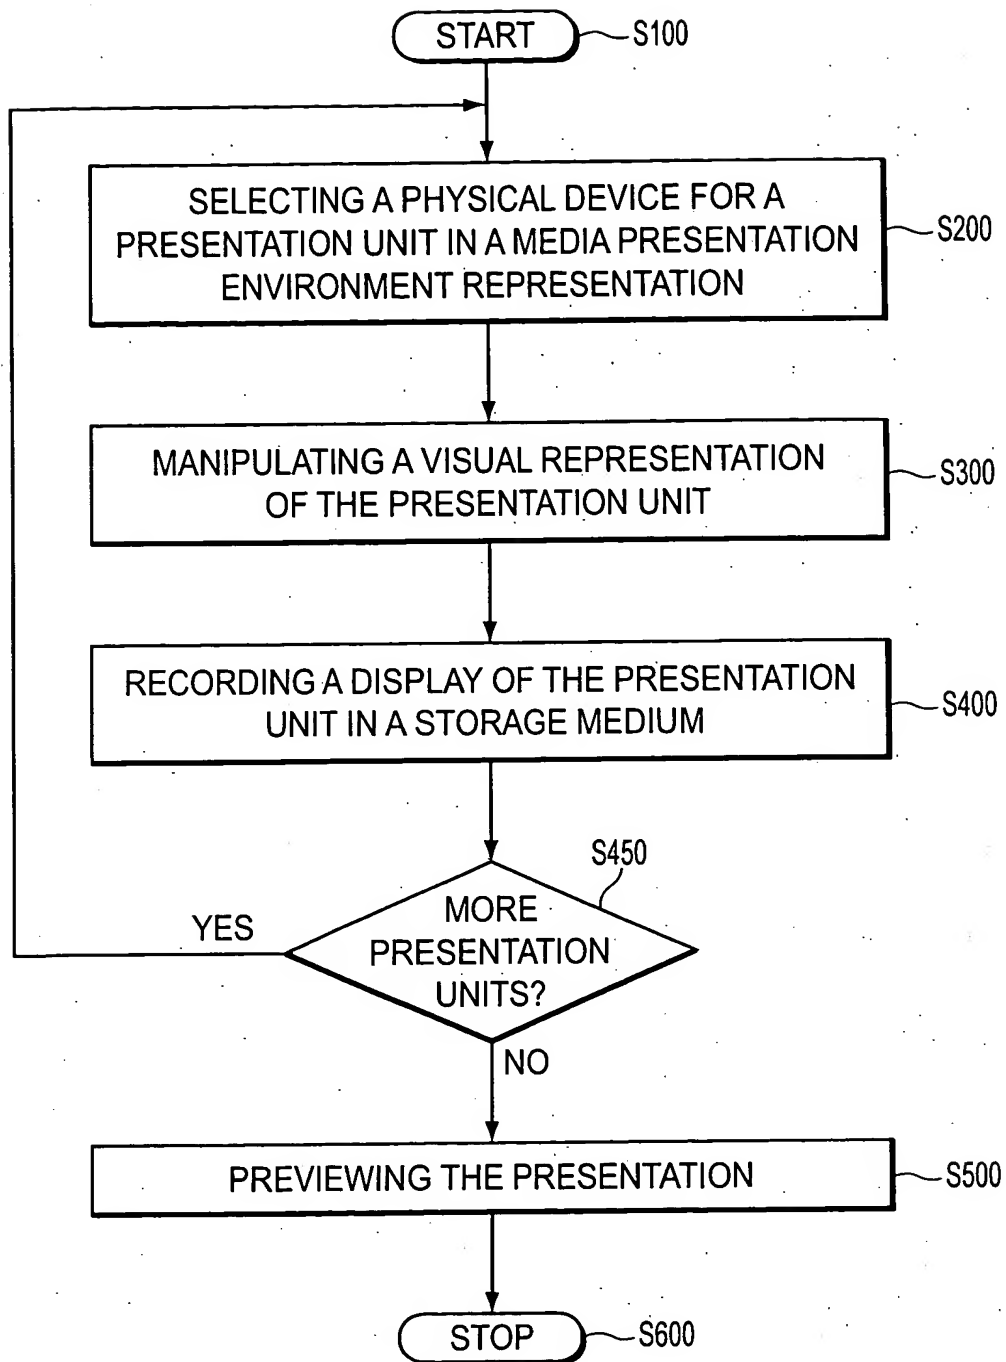 START
S100
SELECTING A PHYSICAL DEVICE FOR A
PRESENTATION UNIT IN A MEDIA PRESENTATION
ENVIRONMENT REPRESENTATION
S200
MANIPULATING A VISUAL REPRESENTATION
OF THE PRESENTATION UNIT
S300
RECORDING A DISPLAY OF THE PRESENTATION
UNIT IN A STORAGE MEDIUM
S400
S450
YES
MORE
PRESENTATION
UNITS?
NO
PREVIEWING THE PRESENTATION
S500
STOP
S600